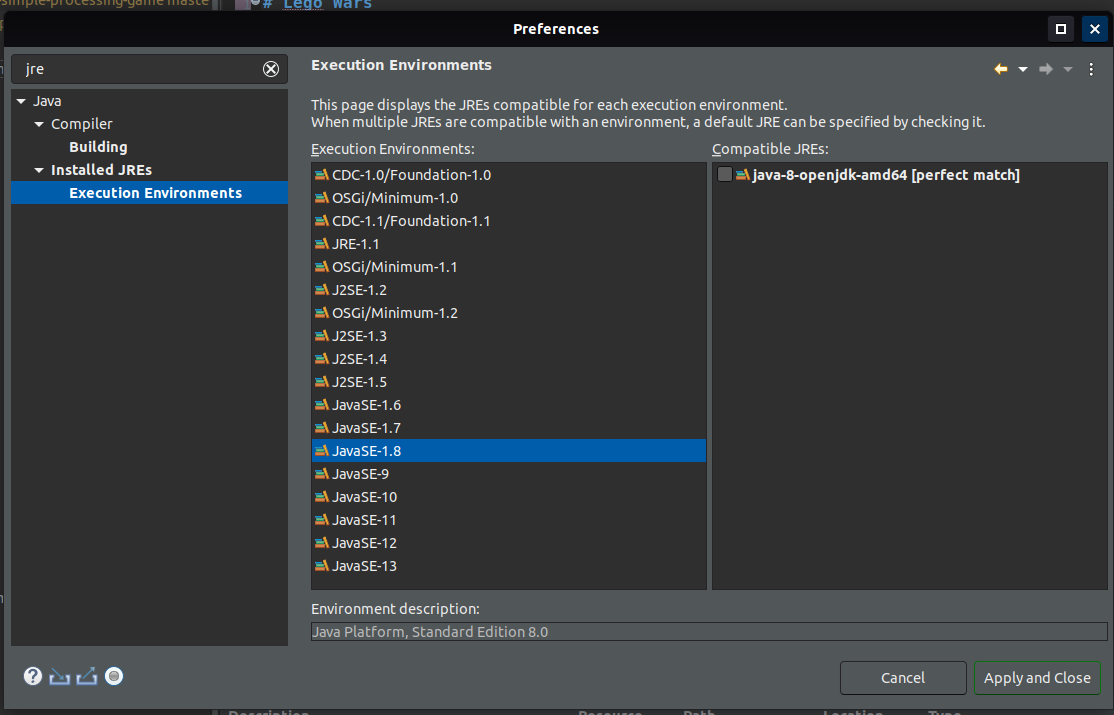 simple-processing-game maste
# Lego Wars
Preferences
jre
Java
Compiler
Building
Installed JREs
Execution Environments
Execution Environments
This page displays the JREs compatible for each execution environment.
When multiple JREs are compatible with an environment, a default JRE can be specified by checking it.
Execution Environments:
CDC-1.0/Foundation-1.0
OSGi/Minimum-1.0
CDC-1.1/Foundation-1.1
JRE-1.1
OSGi/Minimum-1.1
J2SE-1.2
OSGi/Minimum-1.2
J2SE-1.3
J2SE-1.4
J2SE-1.5
JavaSE-1.6
JavaSE-1.7
JavaSE-1.8
JavaSE-9
JavaSE-10
JavaSE-11
JavaSE-12
JavaSE-13
Compatible JREs:
java-8-openjdk-amd64 [perfect match]
Environment description:
Java Platform, Standard Edition 8.0
Cancel
Apply and Close
Description Resource Path Location Type